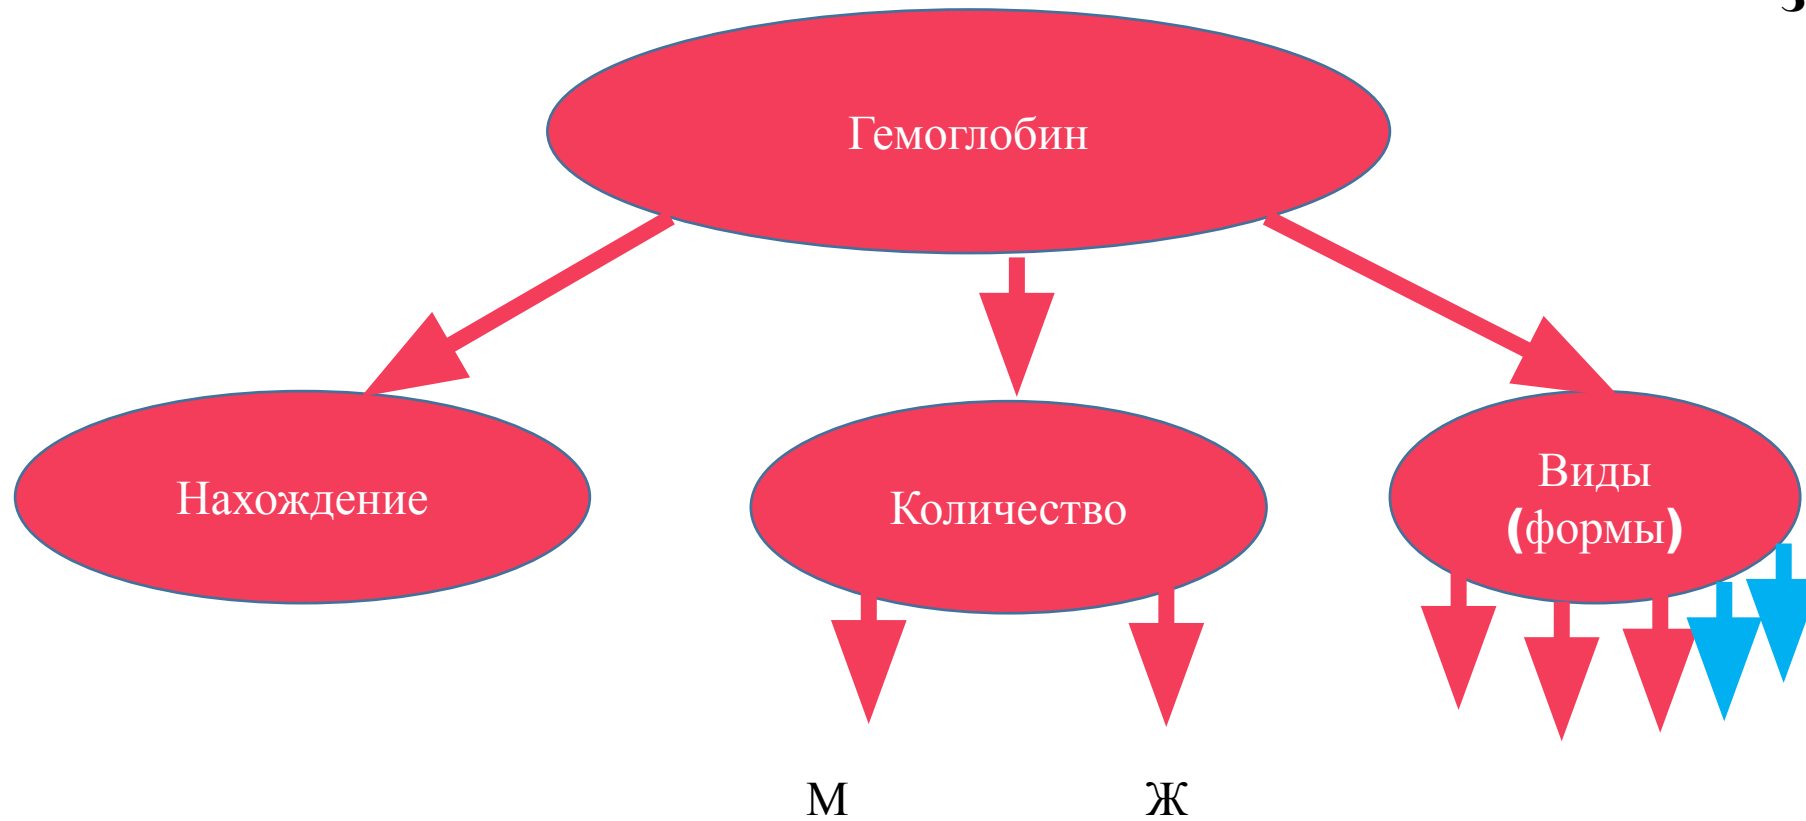 Гемоглобин
Нахождение
Количество
Виды
(формы)
М
Ж